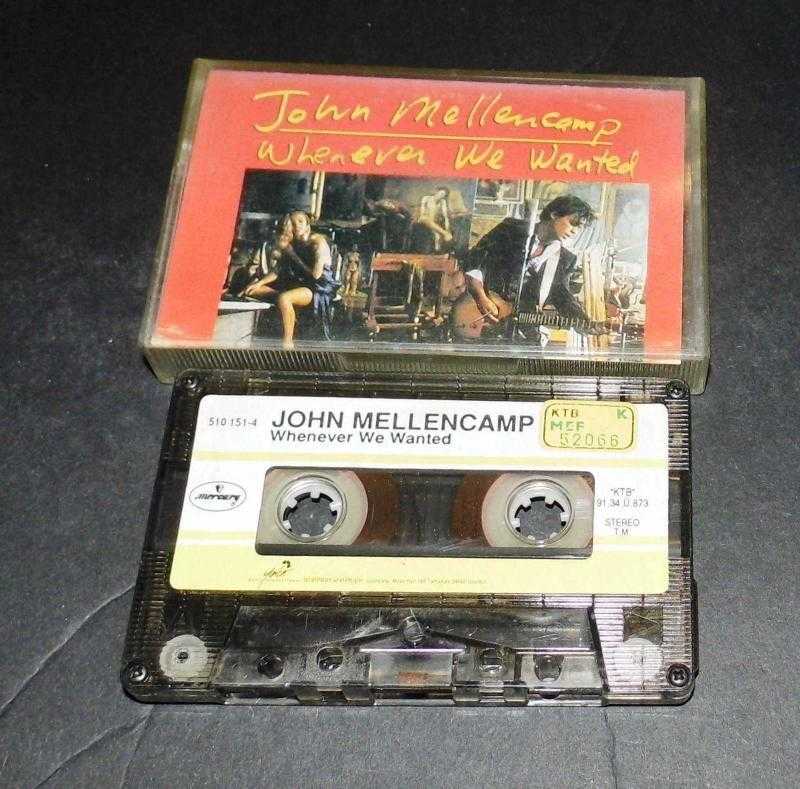 John Mellencamp
Whenever We Wanted
510 151-4
JOHN MELLENCAMP
Whenever We Wanted
KTB K
MEF
52066
mercury
"KTB"
91.34.Ü.873
STEREO
T.M.